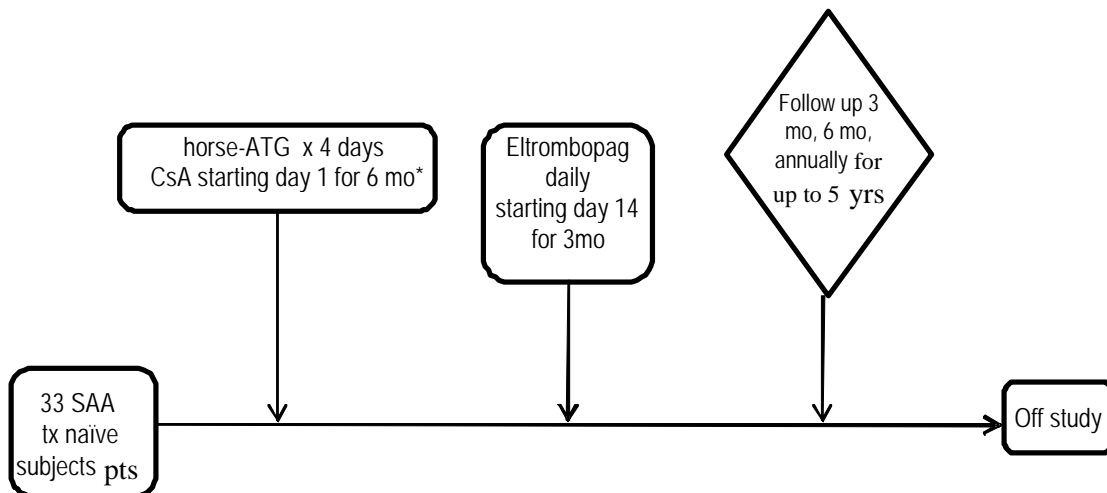 horse-ATG x 4 days
CsA starting day 1 for 6 mo*
Eltrombopag
daily
starting day 14
for 3mo
Follow up 3
mo, 6 mo,
annually for
up to 5 yrs
33 SAA
tx naïve
subjects pts
Off study